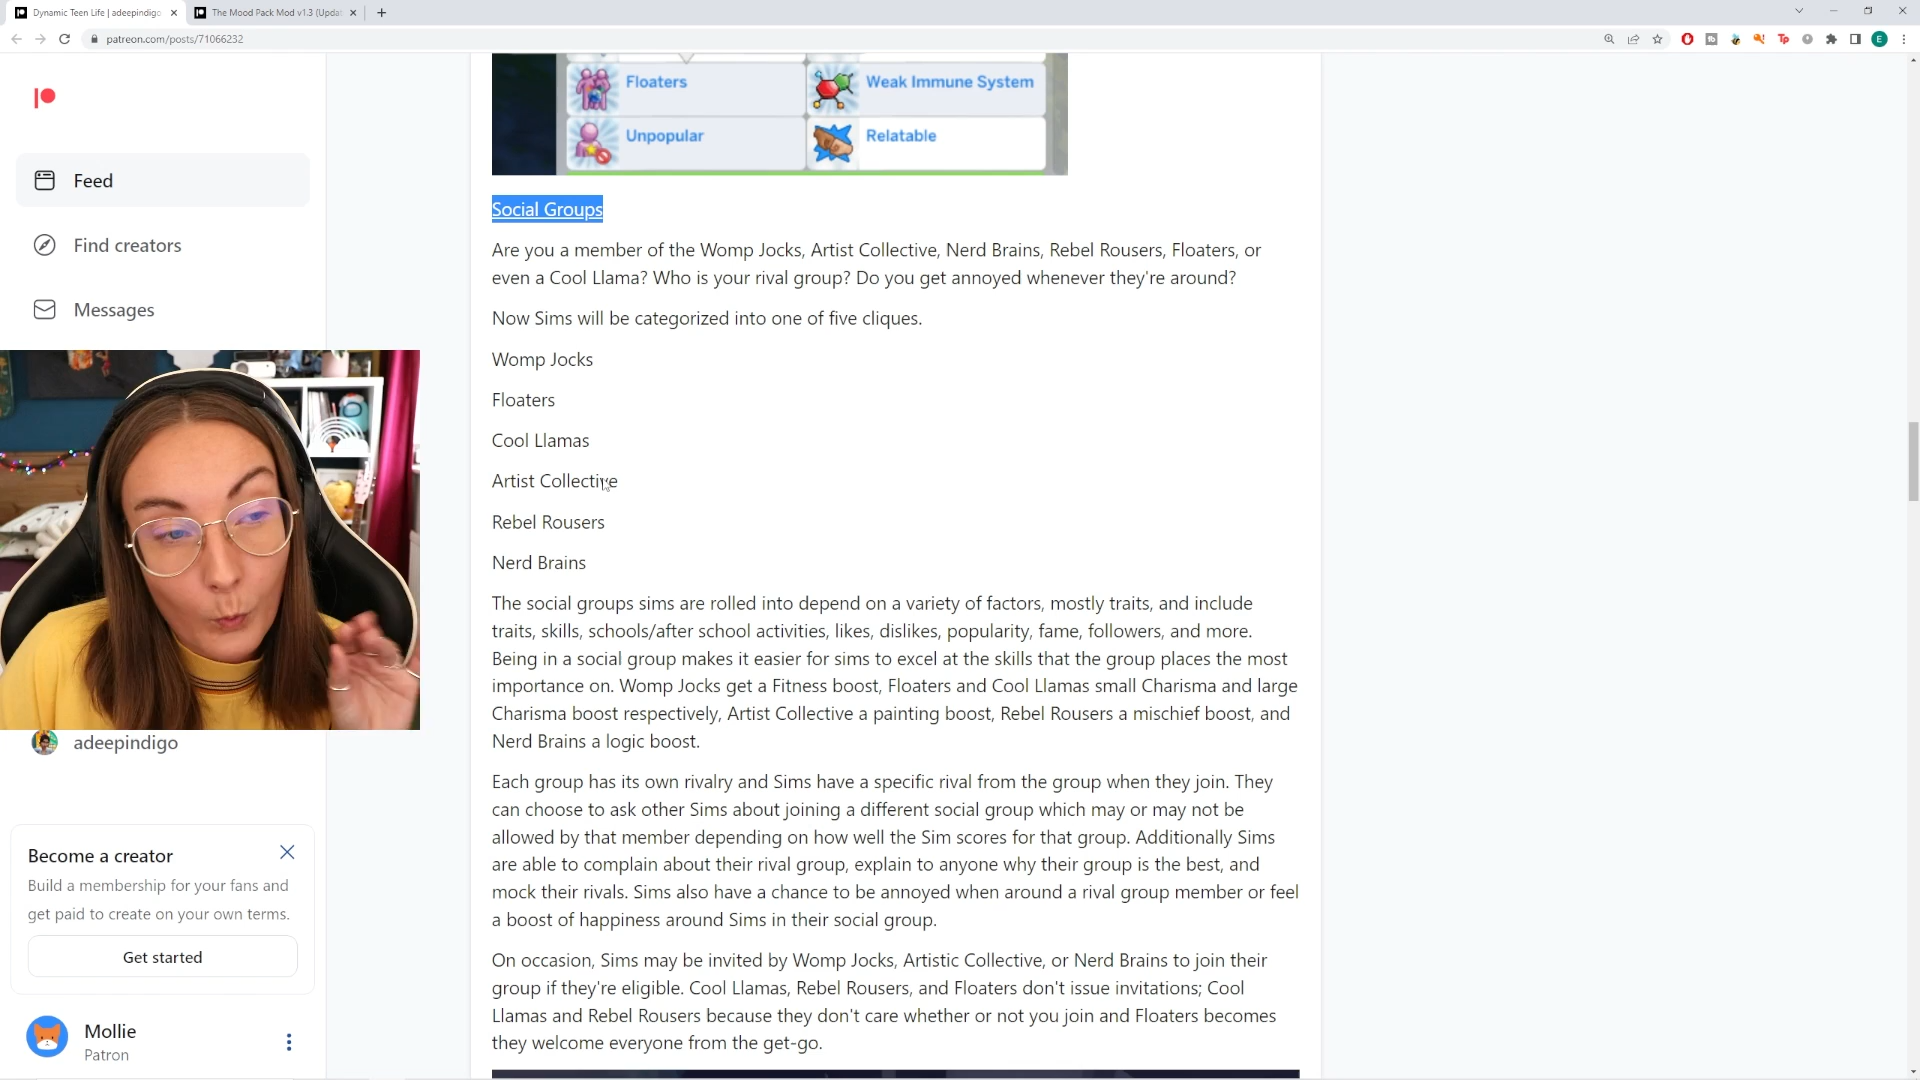 Dynamic Teen Life | adeepindigo
The Mood Pack Mod v1.3 (Updat
patreon.com/posts/71066232
E
Feed
Find creators
Messages
adeepindigo
Become a creator
Build a membership for your fans and
get paid to create on your own terms.
Get started
Mollie
Patron
Floaters
Weak Immune System
Unpopular
Relatable
Social Groups
Are you a member of the Womp Jocks, Artist Collective, Nerd Brains, Rebel Rousers, Floaters, or
even a Cool Llama? Who is your rival group? Do you get annoyed whenever they're around?
Now Sims will be categorized into one of five cliques.
Womp Jocks
Floaters
Cool Llamas
Artist Collective
Rebel Rousers
Nerd Brains
The social groups sims are rolled into depend on a variety of factors, mostly traits, and include
traits, skills, schools/after school activities, likes, dislikes, popularity, fame, followers, and more.
Being in a social group makes it easier for sims to excel at the skills that the group places the most
importance on. Womp Jocks get a Fitness boost, Floaters and Cool Llamas small Charisma and large
Charisma boost respectively, Artist Collective a painting boost, Rebel Rousers a mischief boost, and
Nerd Brains a logic boost.
Each group has its own rivalry and Sims have a specific rival from the group when they join. They
can choose to ask other Sims about joining a different social group which may or may not be
allowed by that member depending on how well the Sim scores for that group. Additionally Sims
are able to complain about their rival group, explain to anyone why their group is the best, and
mock their rivals. Sims also have a chance to be annoyed when around a rival group member or feel
a boost of happiness around Sims in their social group.
On occasion, Sims may be invited by Womp Jocks, Artistic Collective, or Nerd Brains to join their
group if they're eligible. Cool Llamas, Rebel Rousers, and Floaters don't issue invitations; Cool
Llamas and Rebel Rousers because they don't care whether or not you join and Floaters becomes
they welcome everyone from the get-go.